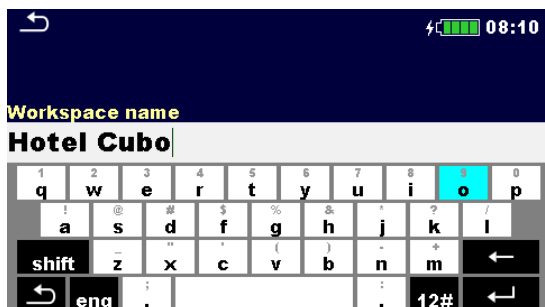 08:10
Workspace name
Hotel Cubo
1 2 3 4 5 6 7 8 9 0
q w e r t y u i o p
! @ # $ % & * ? /
a s d f g h j k l
_ " ' ( ) - +
shift z x c v b n m ←
; :
eng , . 12#